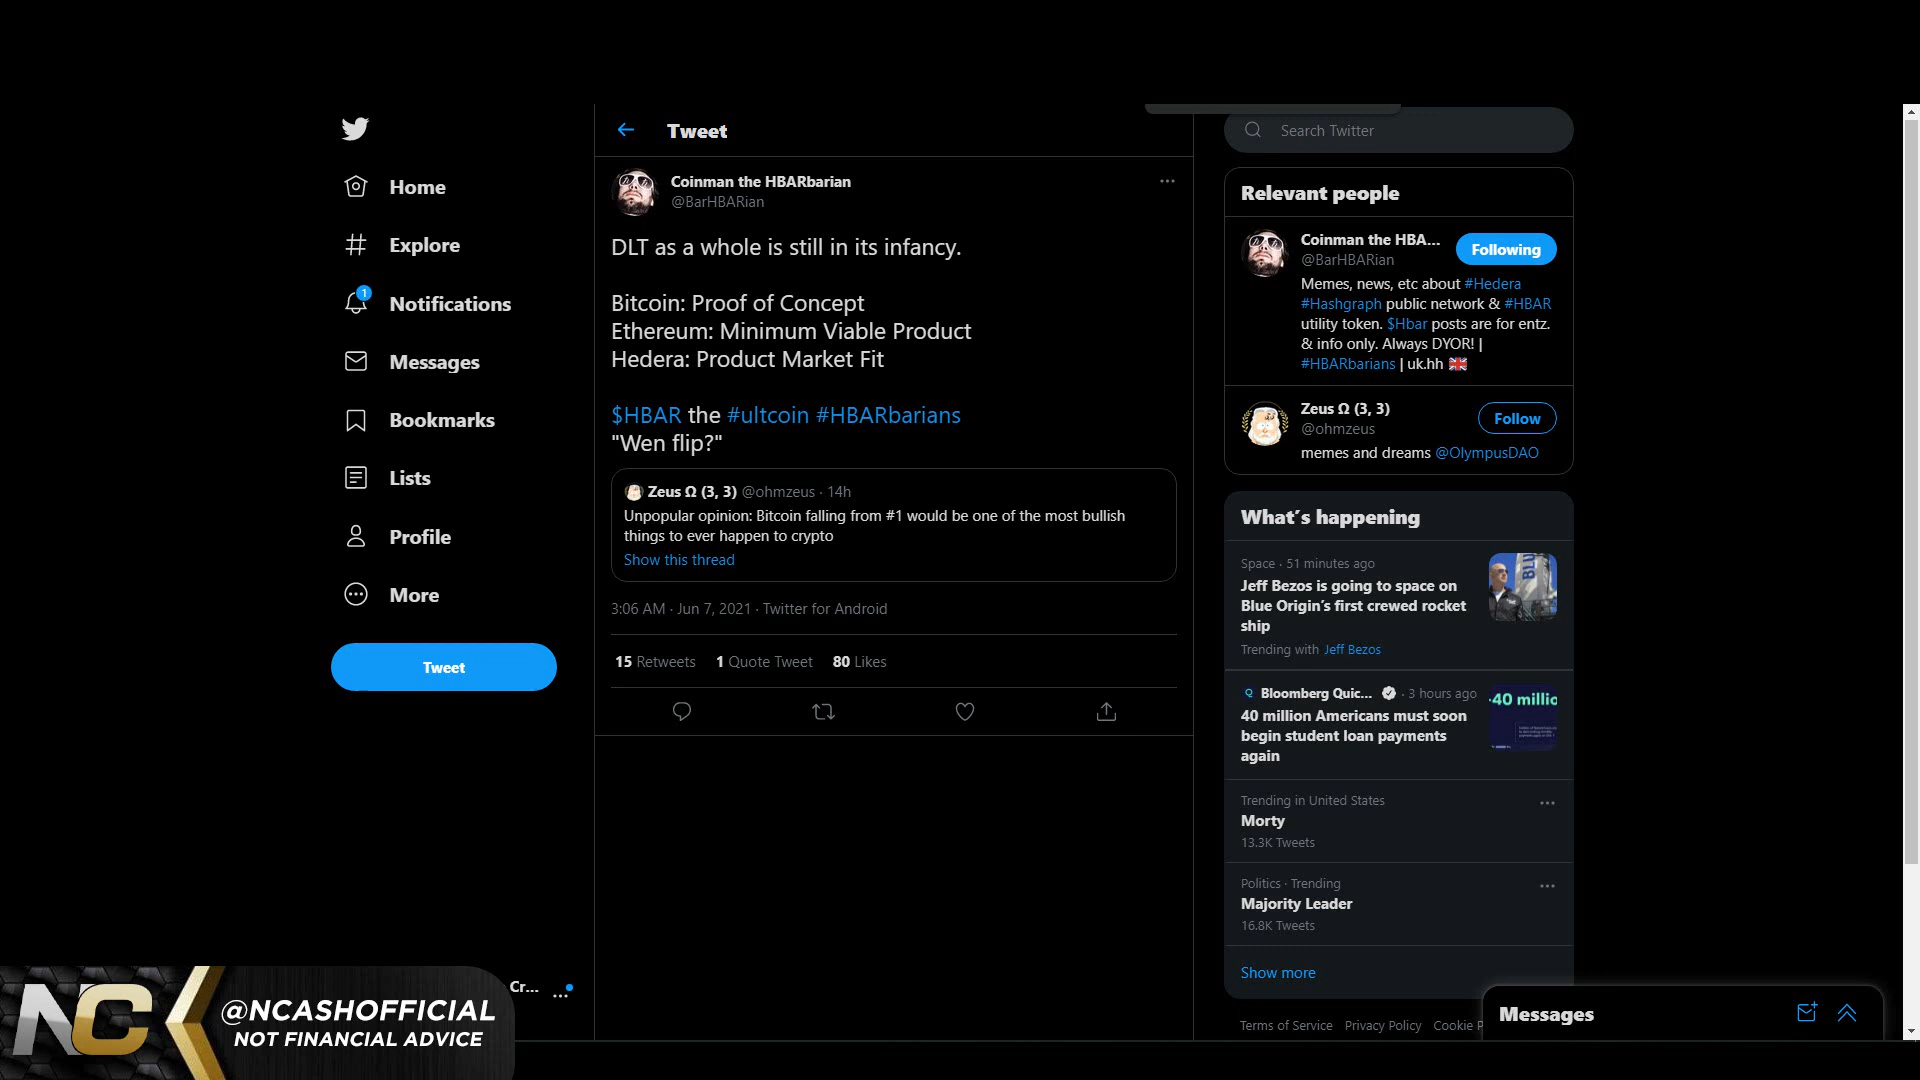 Home
Explore
1
Notifications
Messages
Bookmarks
Lists
Profile
More
Tweet
Cr...
Tweet
Coinman the HBARbarian
@BarHBARian
DLT as a whole is still in its infancy.
Bitcoin: Proof of Concept
Ethereum: Minimum Viable Product
Hedera: Product Market Fit
$HBAR the #ultcoin #HBARbarians
"Wen flip?"
Zeus Ω (3, 3) @ohmzeus · 14h
Unpopular opinion: Bitcoin falling from #1 would be one of the most bullish
things to ever happen to crypto
Show this thread
3:06 AM · Jun 7, 2021 · Twitter for Android
15 Retweets 1 Quote Tweet 80 Likes
Search Twitter
Relevant people
Coinman the HBA...
@BarHBARian
Following
Memes, news, etc about #Hedera
#Hashgraph public network & #HBAR
utility token. $Hbar posts are for entz.
& info only. Always DYOR! |
#HBARbarians | uk.hh 🇬🇧
Zeus Ω (3, 3)
@ohmzeus
Follow
memes and dreams @OlympusDAO
What's happening
Space · 51 minutes ago
Jeff Bezos is going to space on
Blue Origin's first crewed rocket
ship
Trending with Jeff Bezos
BLU
Bloomberg Quic... · 3 hours ago
40 million Americans must soon
begin student loan payments
again
40 millio
Trending in United States
Morty
13.3K Tweets
Politics · Trending
Majority Leader
16.8K Tweets
Show more
Terms of Service Privacy Policy Cookie P
Messages
NC
@NCASHOFFICIAL
NOT FINANCIAL ADVICE